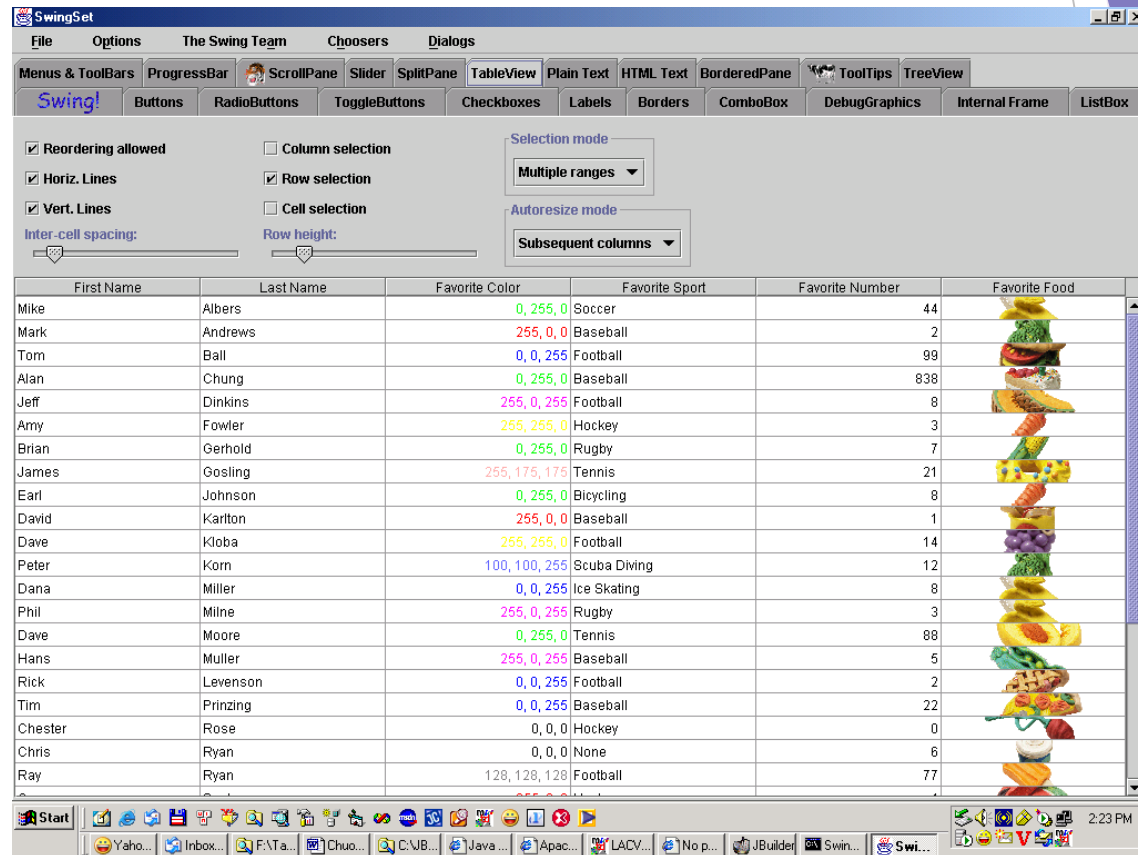 SwingSet
File Options The Swing Team Choosers Dialogs
Menus & ToolBars ProgressBar ScrollPane Slider SplitPane TableView Plain Text HTML Text BorderedPane ToolTips TreeView
Swing! Buttons RadioButtons ToggleButtons Checkboxes Labels Borders ComboBox DebugGraphics Internal Frame ListBox
Reordering allowed Column selection Selection mode
Horiz. Lines Row selection Multiple ranges
Vert. Lines Cell selection Autoresize mode
Inter-cell spacing: Row height: Subsequent columns
First Name Last Name Favorite Color Favorite Sport Favorite Number Favorite Food
Mike Albers 0, 255, 0 Soccer 44
Mark Andrews 255, 0, 0 Baseball 2
Tom Ball 0, 0, 255 Football 99
Alan Chung 0, 255, 0 Baseball 838
Jeff Dinkins 255, 0, 255 Football 8
Amy Fowler 255, 255, 0 Hockey 3
Brian Gerhold 0, 255, 0 Rugby 7
James Gosling 255, 175, 175 Tennis 21
Earl Johnson 0, 255, 0 Bicycling 8
David Karlton 255, 0, 0 Baseball 1
Dave Kloba 255, 255, 0 Football 14
Peter Korn 100, 100, 255 Scuba Diving 12
Dana Miller 0, 0, 255 Ice Skating 8
Phil Milne 255, 0, 255 Rugby 3
Dave Moore 0, 255, 0 Tennis 88
Hans Muller 255, 0, 255 Baseball 5
Rick Levenson 0, 0, 255 Football 2
Tim Prinzing 0, 0, 255 Baseball 22
Chester Rose 0, 0, 0 Hockey 0
Chris Ryan 0, 0, 0 None 6
Ray Ryan 128, 128, 128 Football 77
Start 2:23 PM
Yaho... Inbox... F:\Ta... Chuo... C:\JB... Java ... Apac... LACV... No p... JBuilder Swin... Swi...